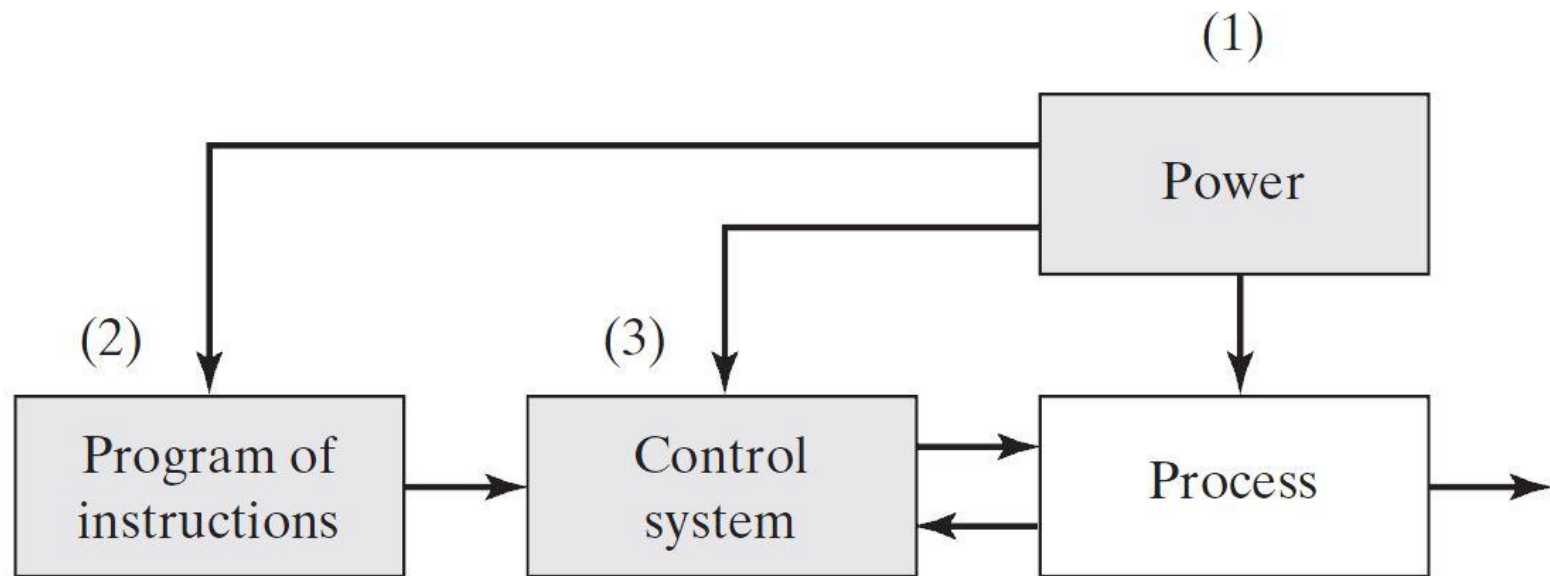 (1)
Power
(2)
(3)
Program of
instructions
Control
system
Process